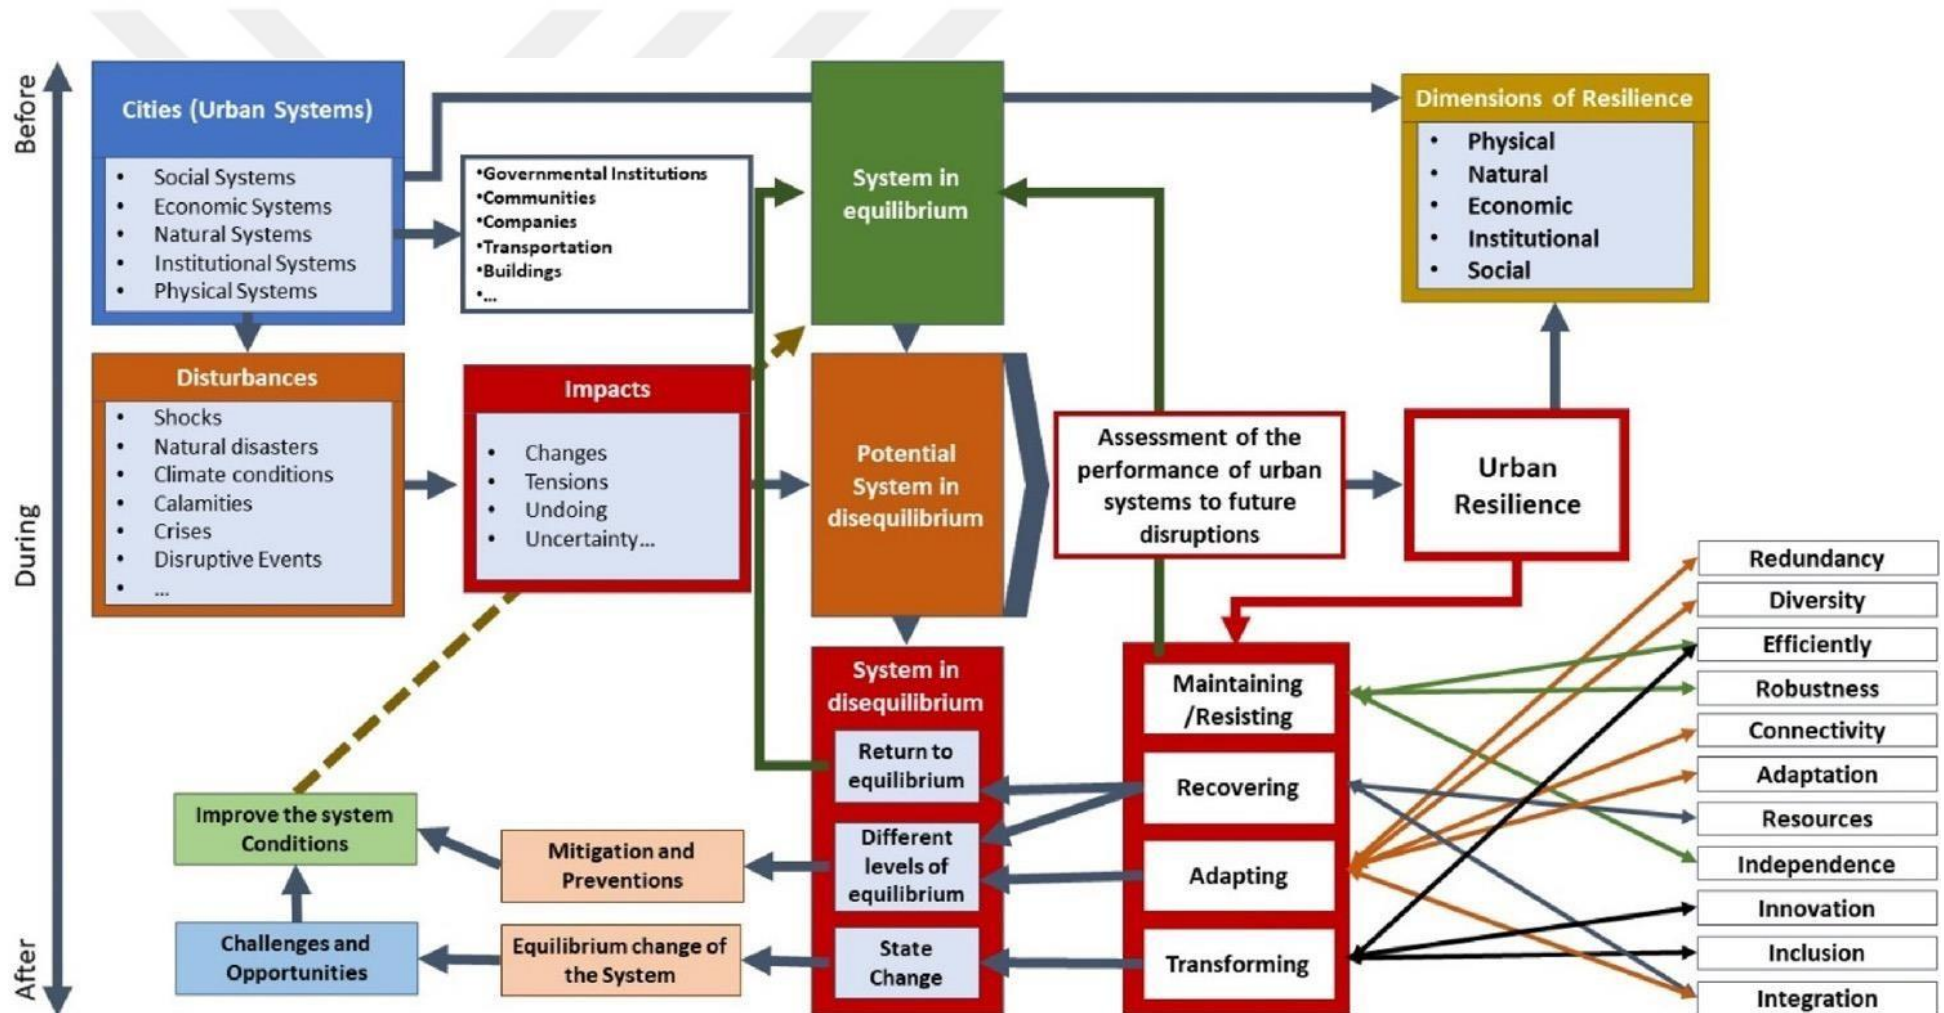 Before
During
After
Cities (Urban Systems)
• Social Systems
• Economic Systems
• Natural Systems
• Institutional Systems
• Physical Systems
•Governmental Institutions
•Communities
•Companies
•Transportation
•Buildings
•...
System in
equilibrium
Dimensions of Resilience
• Physical
• Natural
• Economic
• Institutional
• Social
Disturbances
• Shocks
• Natural disasters
• Climate conditions
• Calamities
• Crises
• Disruptive Events
• ...
Impacts
• Changes
• Tensions
• Undoing
• Uncertainty...
Potential
System in
disequilibrium
Assessment of the
performance of urban
systems to future
disruptions
Urban
Resilience
System in
disequilibrium
Return to
equilibrium
Different
levels of
equilibrium
State
Change
Maintaining
/Resisting
Recovering
Adapting
Transforming
Redundancy
Diversity
Efficiently
Robustness
Connectivity
Adaptation
Resources
Independence
Innovation
Inclusion
Integration
Improve the system
Conditions
Mitigation and
Preventions
Challenges and
Opportunities
Equilibrium change of
the System